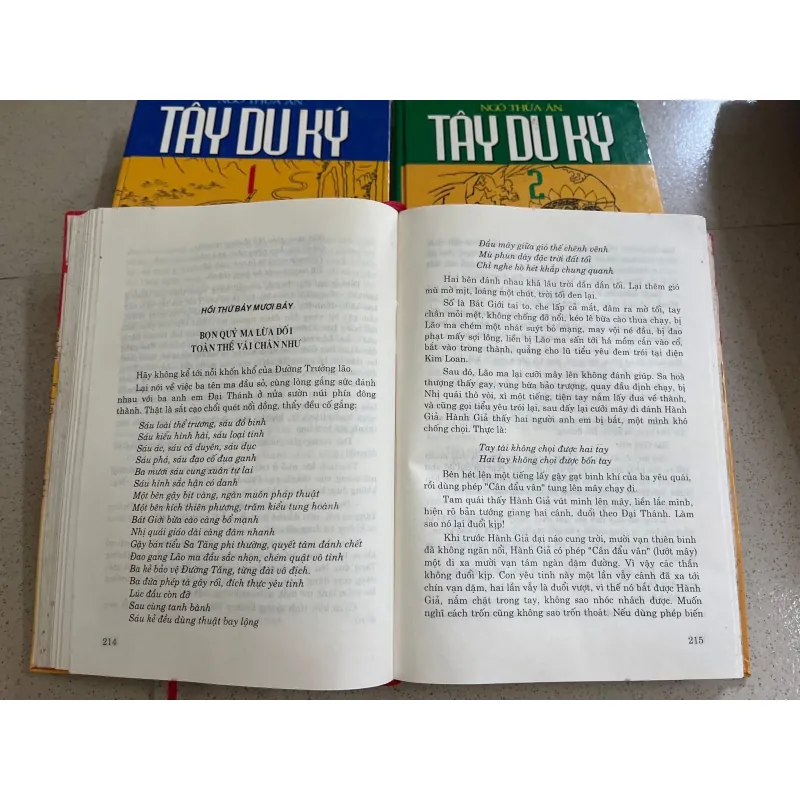 NGÔ THỪA ÂN
TÂY DU KÝ
1
NGÔ THỪA ÂN
TÂY DU KÝ
2
HỒI THỨ BẢY MƯƠI BẢY
BỌN QUỶ MA LỪA DỐI
TOÀN THỂ VÁI CHÂN NHƯ
Hãy không kể tới nỗi khốn khổ của Đường Trưởng lão.
Lại nói về việc ba tên ma đầu sỏ, cùng lòng gắng sức đánh
nhau với ba anh em Đại Thánh ở nửa sườn núi phía đông
thành. Thật là sắt cạo chổi quét nồi đồng, thảy đều cố gắng:
Sáu loài thể trương, sáu đồ binh
Sáu kiểu hình hài, sáu loại tình
Sáu ác, sáu cả duyên, sáu dục
Sáu phá, sáu đạo cố đua ganh
Ba mươi sáu cung xuân tự lai
Sáu hình sắc hận có danh
Một bên gậy bịt vàng, ngàn muôn pháp thuật
Một bên kích thiên phương, trăm kiểu tung hoành
Bát Giới bừa cào càng bổ mạnh
Nhị quái giáo dài càng đâm nhanh
Gậy bản tiểu Sa Tăng phi thường, quyết tâm đánh chết
Đao gang Lão ma đầu sắc nhọn, chém quật vô tình
Ba kẻ bảo vệ Đường Tăng, từng dài vô địch.
Ba đứa phép tà gây rối, đích thực yêu tinh
Lúc đầu còn đỡ
Sau cùng tanh bành
Sáu kẻ đều dùng thuật bay lộng
214
Đầu mây giữa gió thế chênh vênh
Mù phun dày đặc trời đất tối
Chỉ nghe hò hét khắp chung quanh
Hai bên đánh nhau khá lâu trời dần dần tối. Lại thêm gió
mù mờ mịt, loáng một chút, trời tối đen lại.
Số là Bát Giới tai to, che lấp cả mắt, đâm ra mờ tối, tay
chân mỏi mệt, không chống đỡ nổi, kéo lê bừa cào thua chạy, bị
Lão ma chém một nhát suýt bỏ mạng, may vội né đầu, bị đao
phạt mấy sợi lông, liền bị Lão ma sấn tới há mồm cắn vào cổ,
bắt vào trong thành, quẳng cho lũ tiểu yêu đem trói tại điện
Kim Loan.
Sau đó, Lão ma lại cưỡi mây lên không đánh giúp. Sa hoà
thượng thấy gay, vung bừa bảo trượng, quay đầu định chạy, bị
Nhị quái thò vòi, xì một tiếng, tiện tay nắm lấy đưa về thành,
và cũng gọi tiểu yêu trói lại, sau đấy lại cưỡi mây đi đánh Hành
Giả. Hành Giả thấy hai người anh em bị bắt, một mình khó
chống chọi. Thực là:
Tay tài không chọi được hai tay
Hai tay không chọi được bốn tay
Bèn hét lên một tiếng lấy gậy gạt binh khí của ba yêu quái,
rồi dùng phép "Cân đẩu vân" tung lên mây chạy đi.
Tam quái thấy Hành Giả vút mình lên mây, liền lắc mình,
hiện rõ bản tướng giang hai cánh, đuổi theo Đại Thánh. Làm
sao nó lại đuổi kịp!
Khi trước Hành Giả đại náo cung trời, mười vạn thiên binh
đã không ngăn nổi, Hành Giả có phép "Cân đẩu vân" (lướt mây)
một đi xa mười vạn tám ngàn dặm đường. Vì vậy các thần
không đuổi kịp. Con yêu tinh này một lần vẫy cánh đã xa tới
chín vạn dặm, hai lần vẫy là đuổi vượt, vì thế nó bắt được Hành
Giả, nắm chặt trong tay, không sao nhóc nhách được. Muốn
nghĩ cách trốn cũng không sao trốn thoát. Nếu dùng phép biến
215